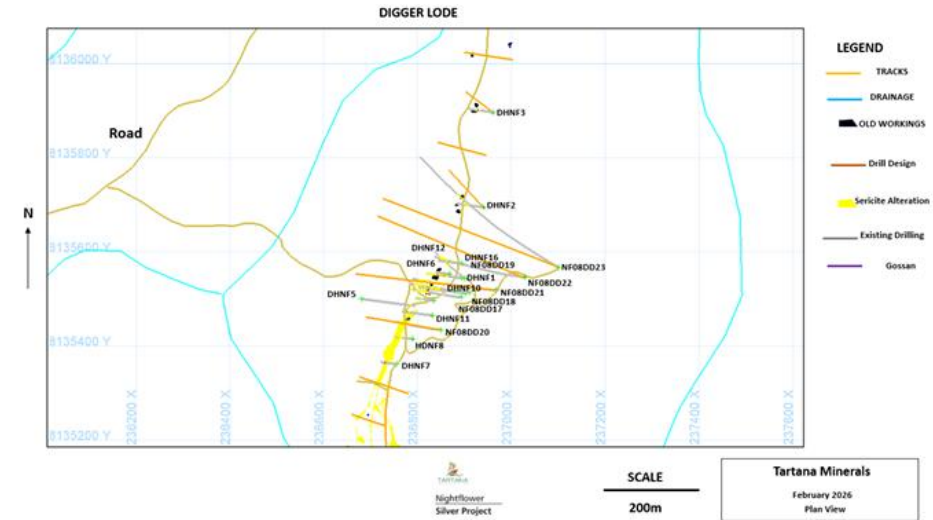 DIGGER LODE
8136000 Y
Road
DHNF3
8135800 Y
DHNF2
8135600 Y
DHNF12
DHNF16
DHNF6
NF08DD19
NF08DD23
DHNF1
NF08DD22
DHNF5
DHNF10
NF08DD21
NF08DD18
NF08DD17
DHNF11
NF08DD20
8135400 Y
HDNF8
DHNF7
8135200 Y
236200 X
236400 X
236600 X
236800 X
237000 X
237200 X
237400 X
237600 X
N
LEGEND
TRACKS
DRAINAGE
OLD WORKINGS
Drill Design
Sericite Alteration
Existing Drilling
Gossan
TARTANA
Nightflower
Silver Project
SCALE
200m
Tartana Minerals
February 2026
Plan View